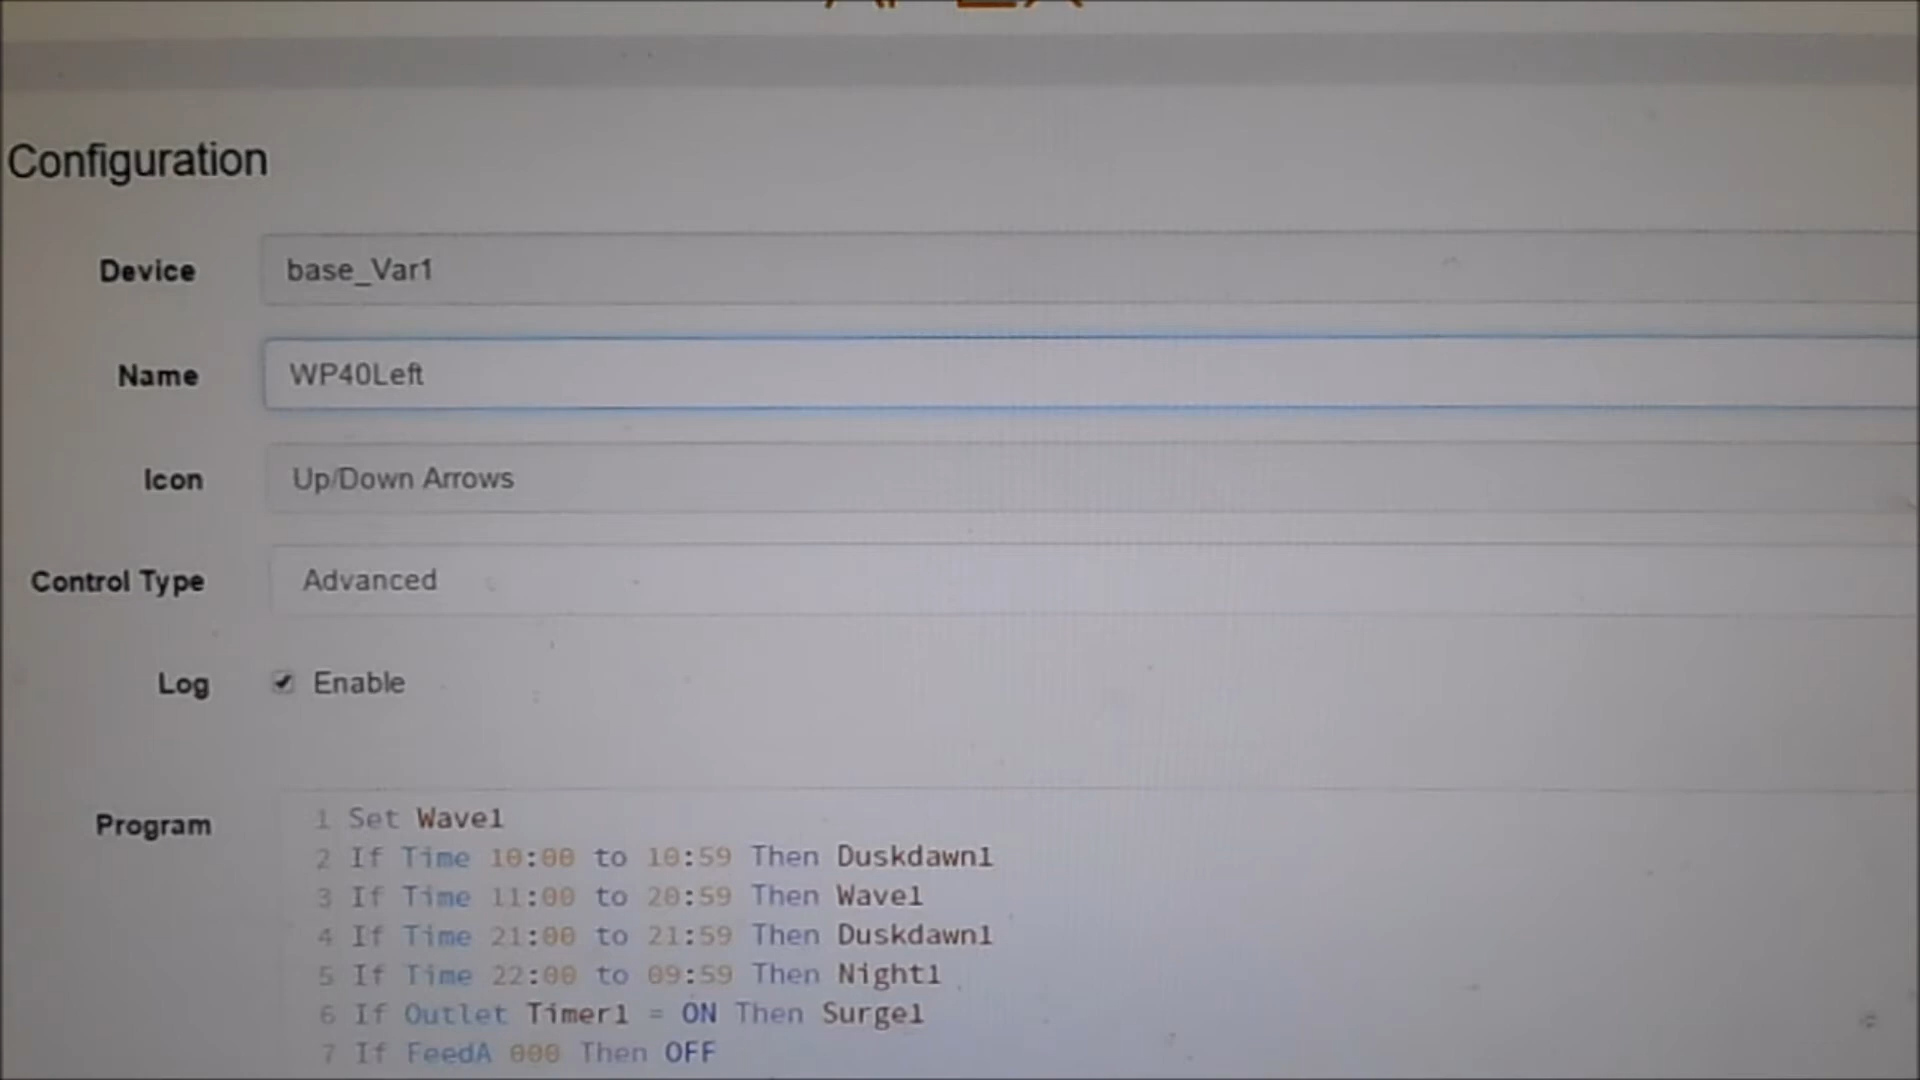 Configuration
Device base_Var1
Name WP40Left
Icon Up/Down Arrows
Control Type Advanced
Log Enable
Program
1 Set Wave1
2 If Time 10:00 to 10:59 Then Duskdawn1
3 If Time 11:00 to 20:59 Then Wave1
4 If Time 21:00 to 21:59 Then Duskdawn1
5 If Time 22:00 to 09:59 Then Night1
6 If Outlet Timer1 = ON Then Surge1
7 If FeedA 000 Then OFF